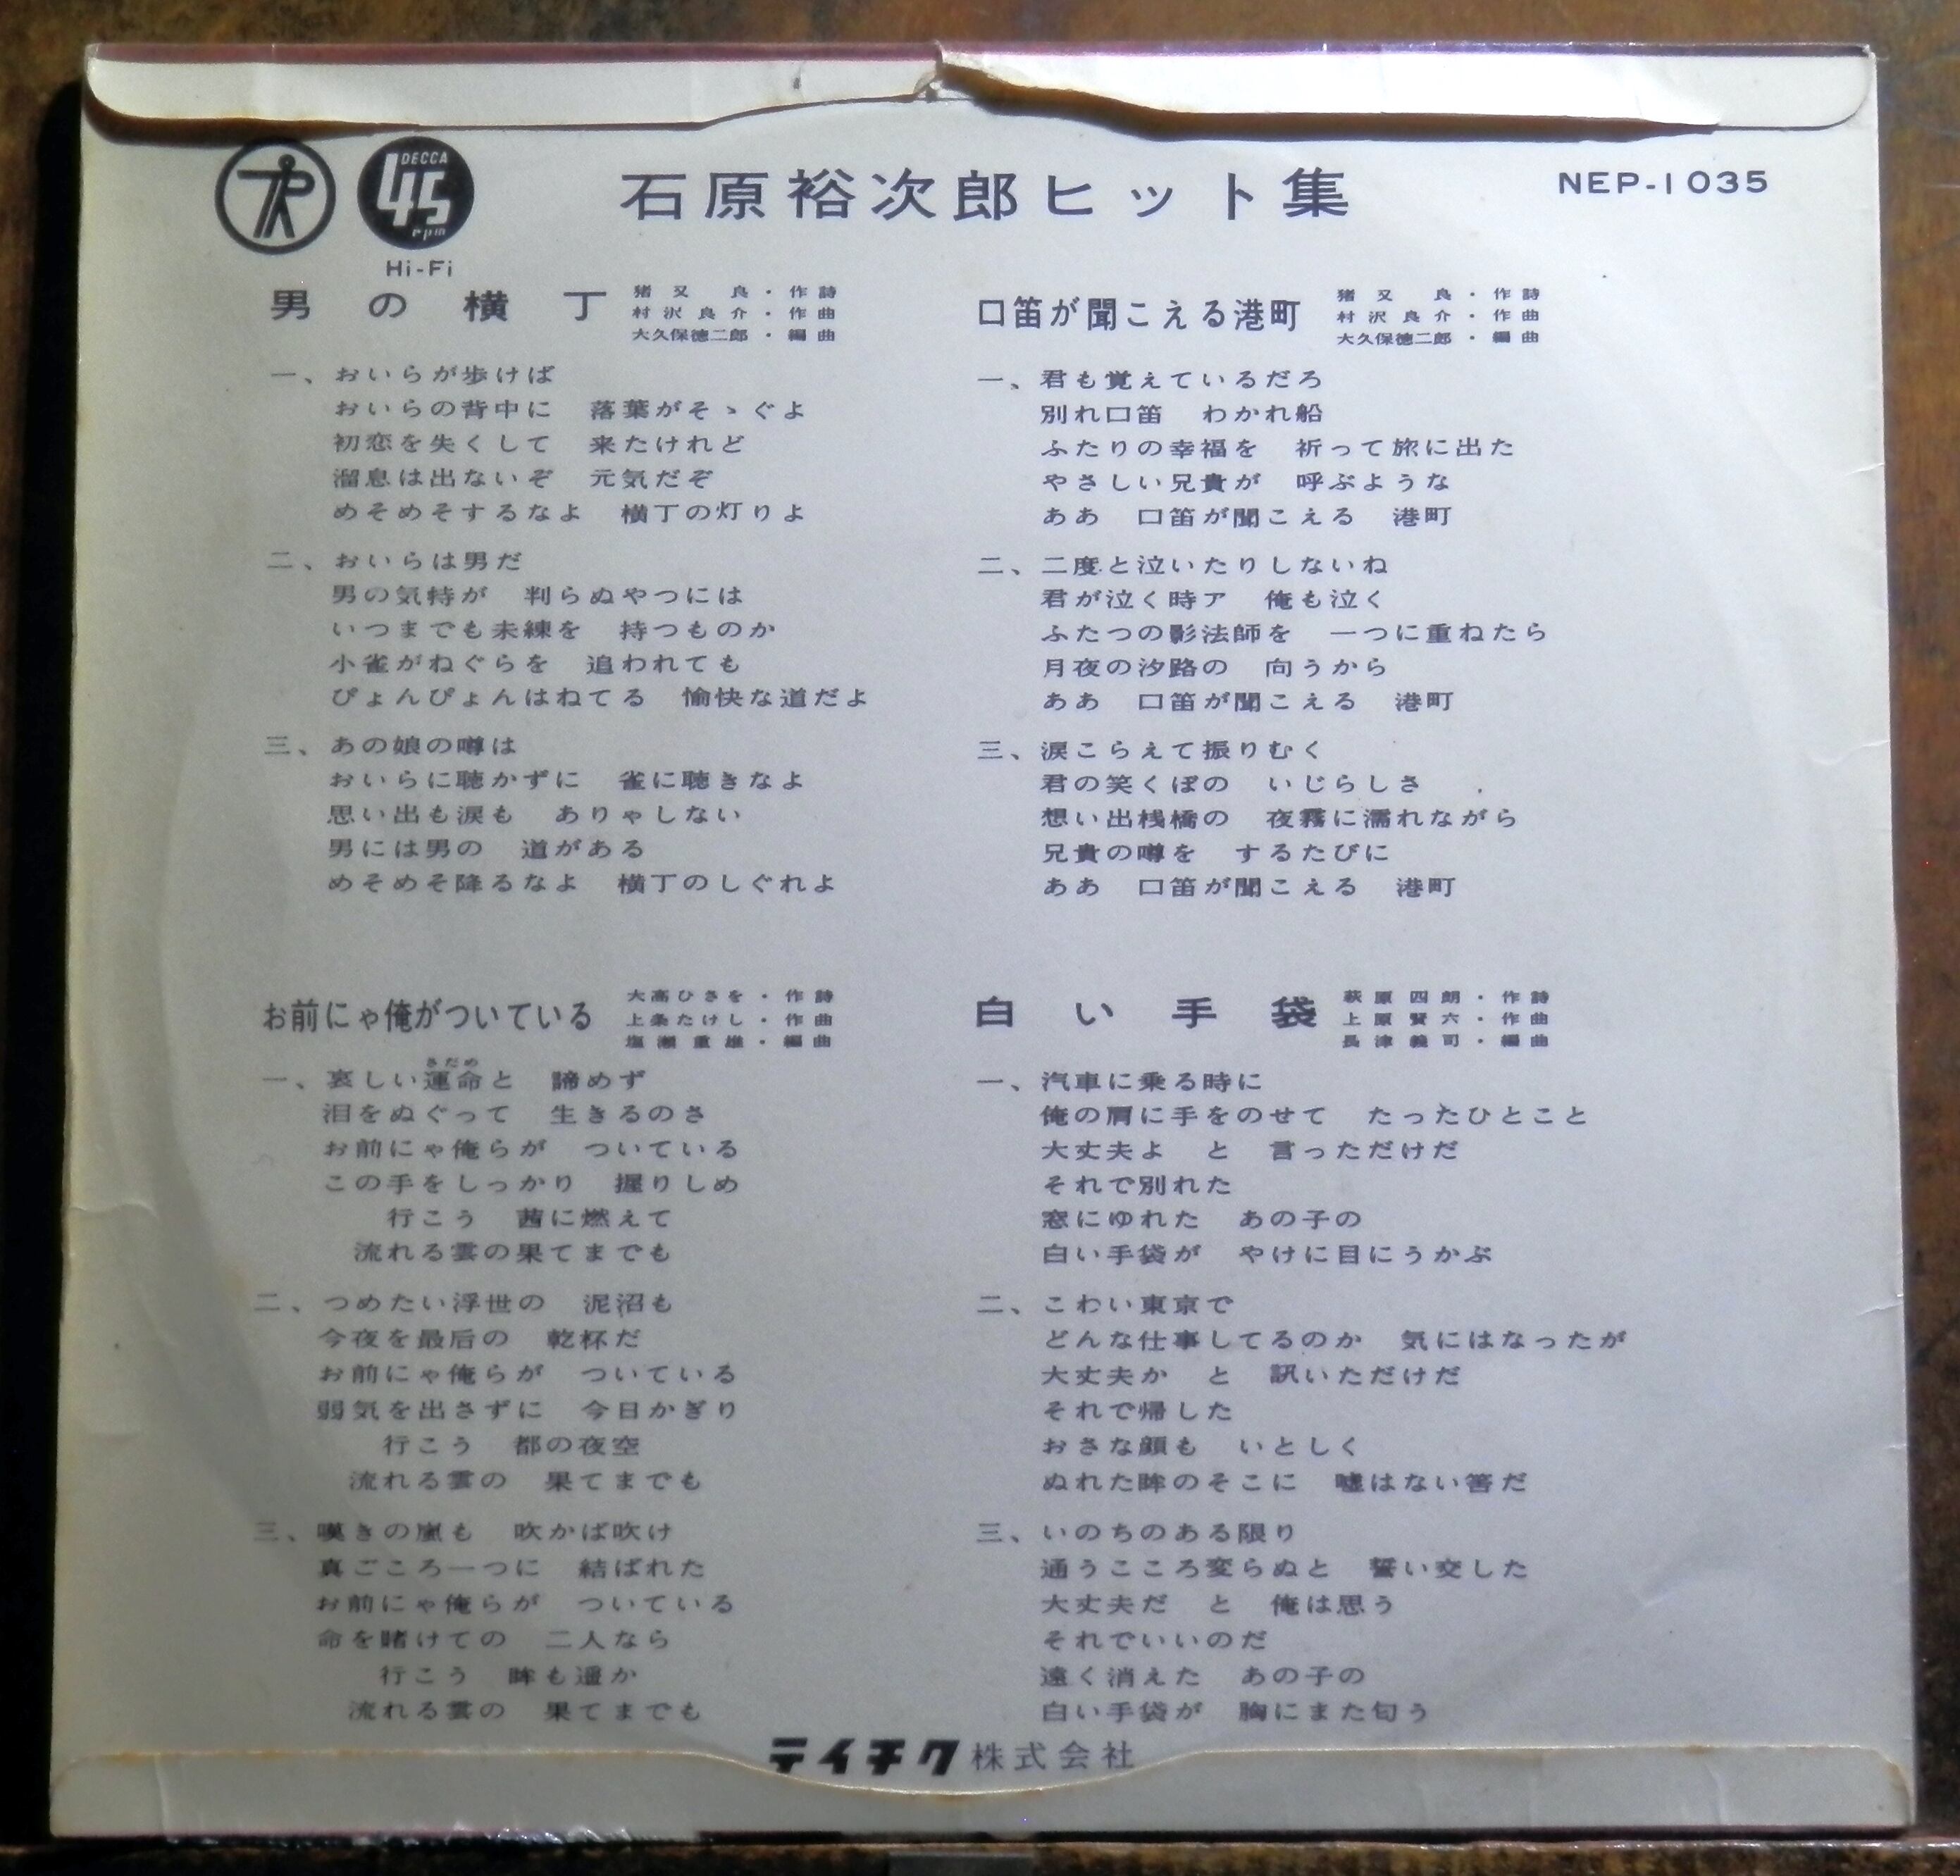 DECCA
45
rpm
Hi-Fi
石原裕次郎ヒット集
NEP-1035
男の横丁
猪又 良・作詩
村沢良介・作曲
大久保徳二郎・編曲
一、おいらが歩けば
おいらの背中に 落葉がそゝぐよ
初恋を失くして 来たけれど
溜息は出ないぞ 元気だぞ
めそめそするなよ 横丁の灯りよ
二、おいらは男だ
男の気持が 判らぬやつには
いつまでも未練を 持つものか
小雀がねぐらを 追われても
ぴょんぴょんはねてる 愉快な道だよ
三、あの娘の噂は
おいらに聴かずに 雀に聴きなよ
思い出も涙も ありゃしない
男には男の 道がある
めそめそ降るなよ 横丁のしぐれよ
口笛が聞こえる港町
猪又 良・作詩
村沢良介・作曲
大久保徳二郎・編曲
一、君も覚えているだろ
別れ口笛 わかれ船
ふたりの幸福を 祈って旅に出た
やさしい兄貴が 呼ぶような
ああ 口笛が聞こえる 港町
二、二度と泣いたりしないね
君が泣く時ア 俺も泣く
ふたつの影法師を 一つに重ねたら
月夜の汐路の 向うから
ああ 口笛が聞こえる 港町
三、涙こらえて振りむく
君の笑くぼの いじらしさ
想い出桟橋の 夜霧に濡れながら
兄貴の噂を するたびに
ああ 口笛が聞こえる 港町
お前にゃ俺がついている
大高ひさを・作詩
上条たけし・作曲
塩瀬重雄・編曲
さだめ
一、哀しい運命と 諦めず
泪をぬぐって 生きるのさ
お前にゃ俺らが ついている
この手をしっかり 握りしめ
行こう 茜に燃えて
流れる雲の果てまでも
二、つめたい浮世の 泥沼も
今夜を最后の 乾杯だ
お前にゃ俺らが ついている
弱気を出さずに 今日かぎり
行こう 都の夜空
流れる雲の 果てまでも
三、嘆きの嵐も 吹かば吹け
真ごころ一つに 結ばれた
お前にゃ俺らが ついている
命を賭けての 二人なら
行こう 眸も遥か
流れる雲の 果てまでも
白い手袋
萩原四朗・作詩
上原賢六・作曲
長津義司・編曲
一、汽車に乗る時に
俺の肩に手をのせて たったひとこと
大丈夫よ と 言っただけだ
それで別れた
窓にゆれた あの子の
白い手袋が やけに目にうかぶ
二、こわい東京で
どんな仕事してるのか 気にはなったが
大丈夫か と 訊いただけだ
それで帰した
おさな顔も いとしく
ぬれた眸のそこに 嘘はない筈だ
三、いのちのある限り
通うこころ変らぬと 誓い交した
大丈夫だ と 俺は思う
それでいいのだ
遠く消えた あの子の
白い手袋が 胸にまた匂う
テイチク株式会社